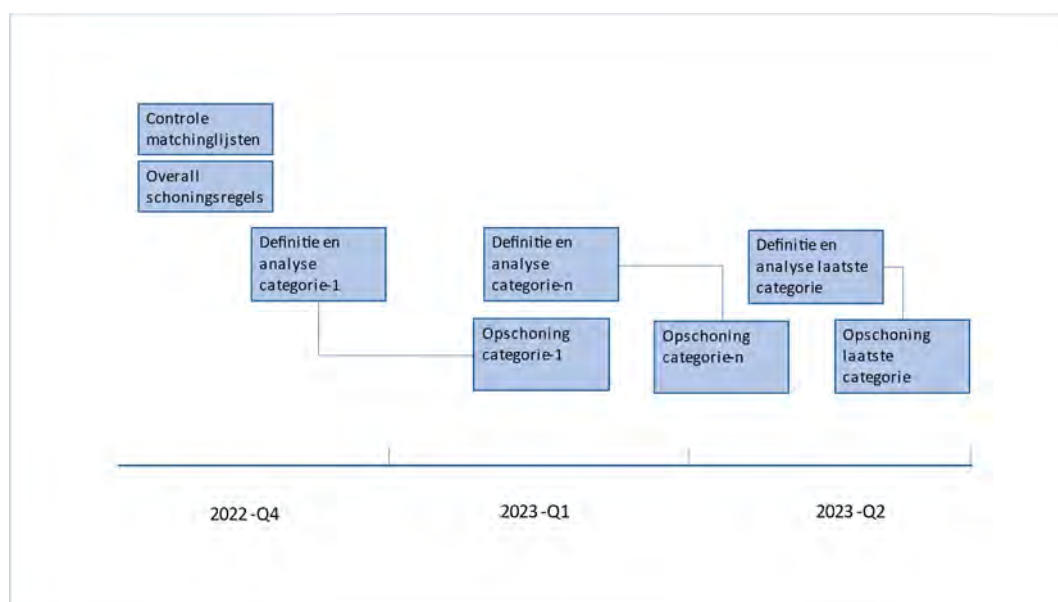 Controle
matchinglijsten
Overall
schoningsregels
Definitie en
analyse
categorie-1
Definitie en
analyse
categorie-n
Definitie en
analyse laatste
categorie
Opschoning
categorie-1
Opschoning
categorie-n
Opschoning
laatste
categorie
2022 -Q4
2023 -Q1
2023 -Q2